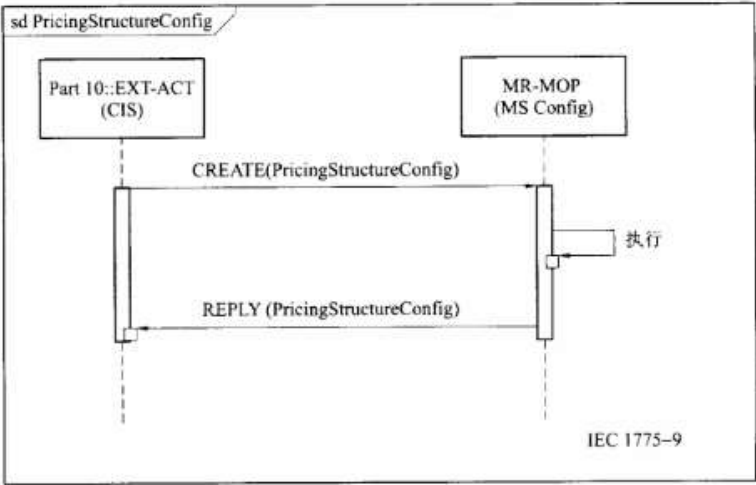 sd PricingStructureConfig
Part 10::EXT-ACT
(CIS)
MR-MOP
(MS Config)
CREATE(PricingStructureConfig)
执行
REPLY (PricingStructureConfig)
IEC 1775-9